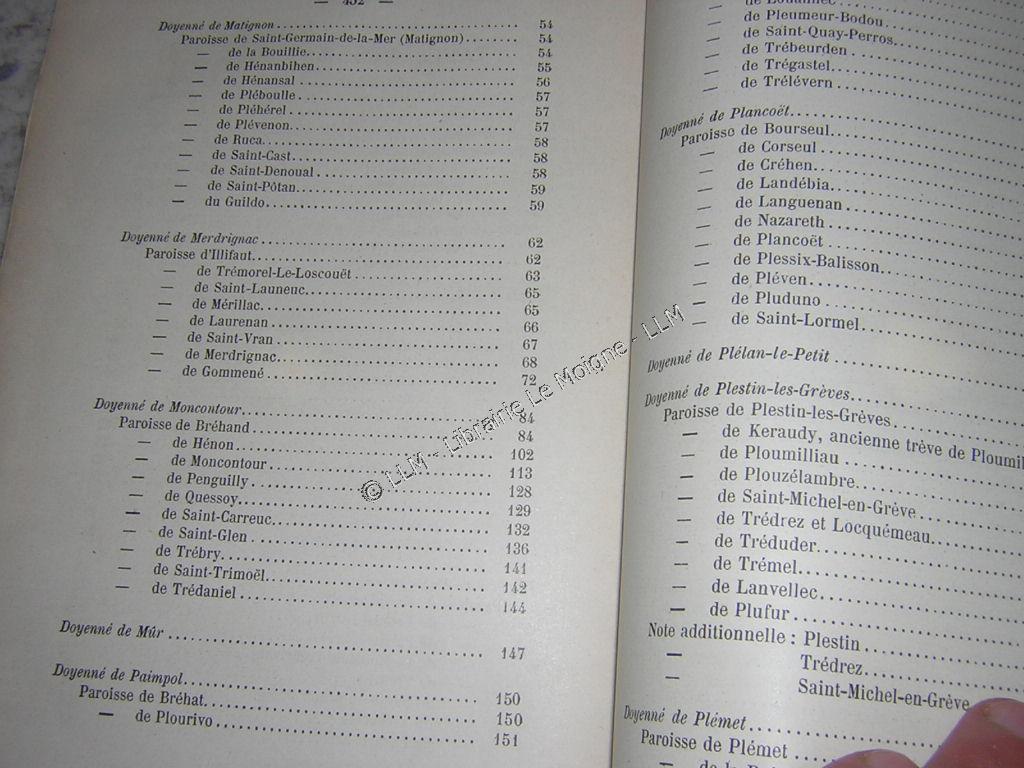 — 452 —
Doyenné de Matignon 54
Paroisse de Saint-Germain-de-la-Mer (Matignon) 54
— de la Bouillie 54
— de Hénanbihen 55
— de Hénansal 56
— de Pléboulle 57
— de Pléhérel 57
— de Plévenon 57
— de Ruca 58
— de Saint-Cast 58
— de Saint-Denoual 58
— de Saint-Pôtan 59
— du Guildo 59
Doyenné de Merdrignac 62
Paroisse d'Illifaut 62
— de Trémorel-Le-Loscouët 63
— de Saint-Launeuc 65
— de Mérillac 65
— de Laurenan 66
— de Saint-Vran 67
— de Merdrignac 68
— de Gommené 72
Doyenné de Moncontour 84
Paroisse de Bréhand 84
— de Hénon 102
— de Moncontour 113
— de Penguilly 128
— de Quessoy 129
— de Saint-Carreuc 132
— de Saint-Glen 136
— de Trébry 141
— de Saint-Trimoël 142
— de Trédaniel 144
Doyenné de Mûr 147
Doyenné de Paimpol 150
Paroisse de Bréhat 150
— de Plourivo 151
de Pleumeur-Bodou
de Saint-Quay-Perros
de Trébeurden
de Trégastel
de Trélévern
Doyenné de Plancoët
Paroisse de Bourseul
— de Corseul
— de Créhen
— de Landébia
— de Languenan
— de Nazareth
— de Plancoët
— de Plessix-Balisson
— de Pléven
— de Pluduno
— de Saint-Lormel
Doyenné de Plélan-le-Petit
Doyenné de Plestin-les-Grèves
Paroisse de Plestin-les-Grèves
— de Keraudy, ancienne trève de Ploumil
— de Ploumilliau
— de Plouzélambre
— de Saint-Michel-en-Grève
— de Trédrez et Locquémeau
— de Tréduder
— de Trémel
— de Lanvellec
— de Plufur
Note additionnelle : Plestin
— Trédrez
— Saint-Michel-en-Grève
Doyenné de Plémet
Paroisse de Plémet
© LLM - Librairie Le Moigne - LLM